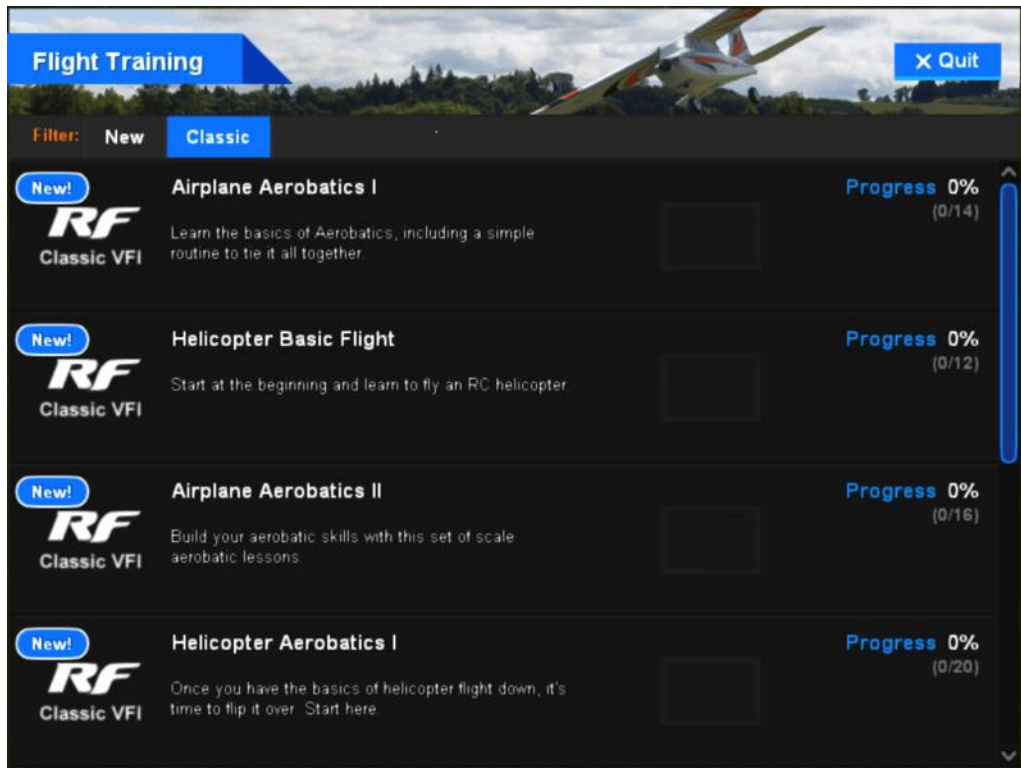 Flight Training
X Quit
Filter: New Classic
New!
RF
Classic VFI
Airplane Aerobatics I
Learn the basics of Aerobatics, including a simple
routine to tie it all together.
Progress 0%
(0/14)
New!
RF
Classic VFI
Helicopter Basic Flight
Start at the beginning and learn to fly an RC helicopter.
Progress 0%
(0/12)
New!
RF
Classic VFI
Airplane Aerobatics II
Build your aerobatic skills with this set of scale
aerobatic lessons.
Progress 0%
(0/16)
New!
RF
Classic VFI
Helicopter Aerobatics I
Once you have the basics of helicopter flight down, it's
time to flip it over. Start here.
Progress 0%
(0/20)